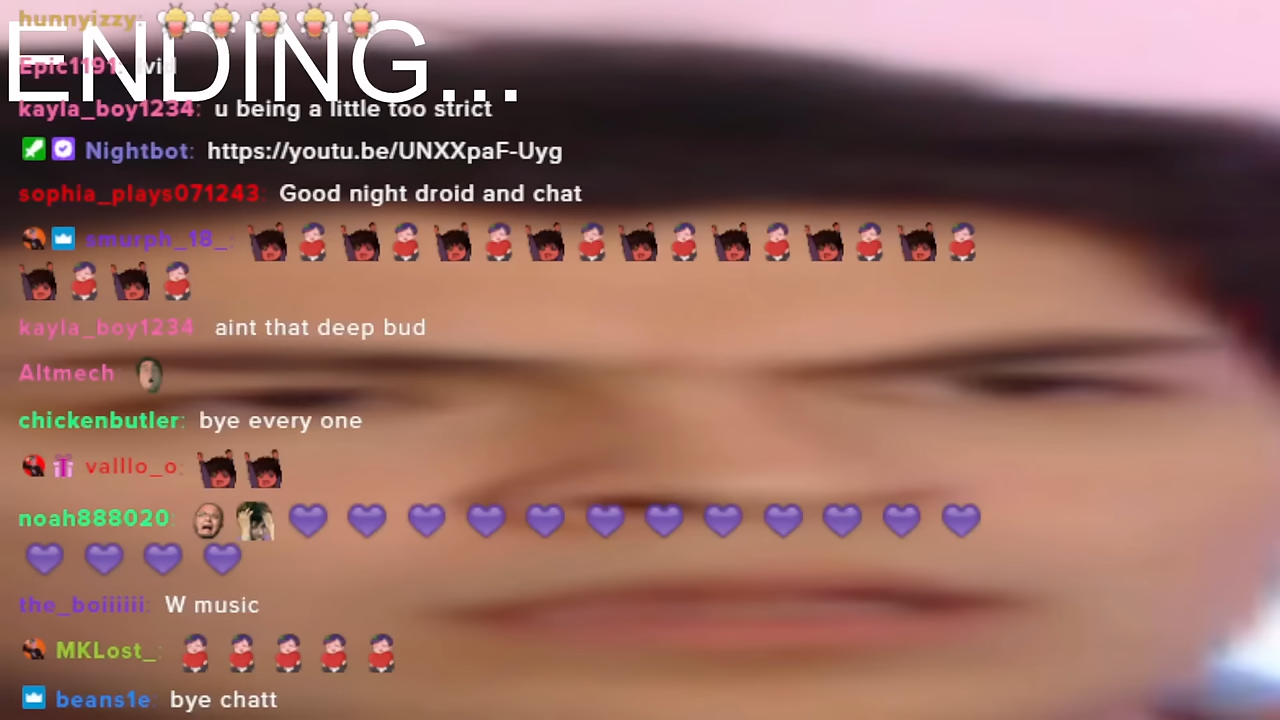 hunnyizzy:
ENDING...
Epic1191:
kayla_boy1234: u being a little too strict
Nightbot: https://youtu.be/UNXXpaF-Uyg
sophia_plays071243: Good night droid and chat
smurph_18_:
kayla_boy1234 aint that deep bud
Altmech
chickenbutler: bye every one
valllo_o:
noah888020:
the_boiiiiii: W music
MKLost_:
beans1e: bye chatt